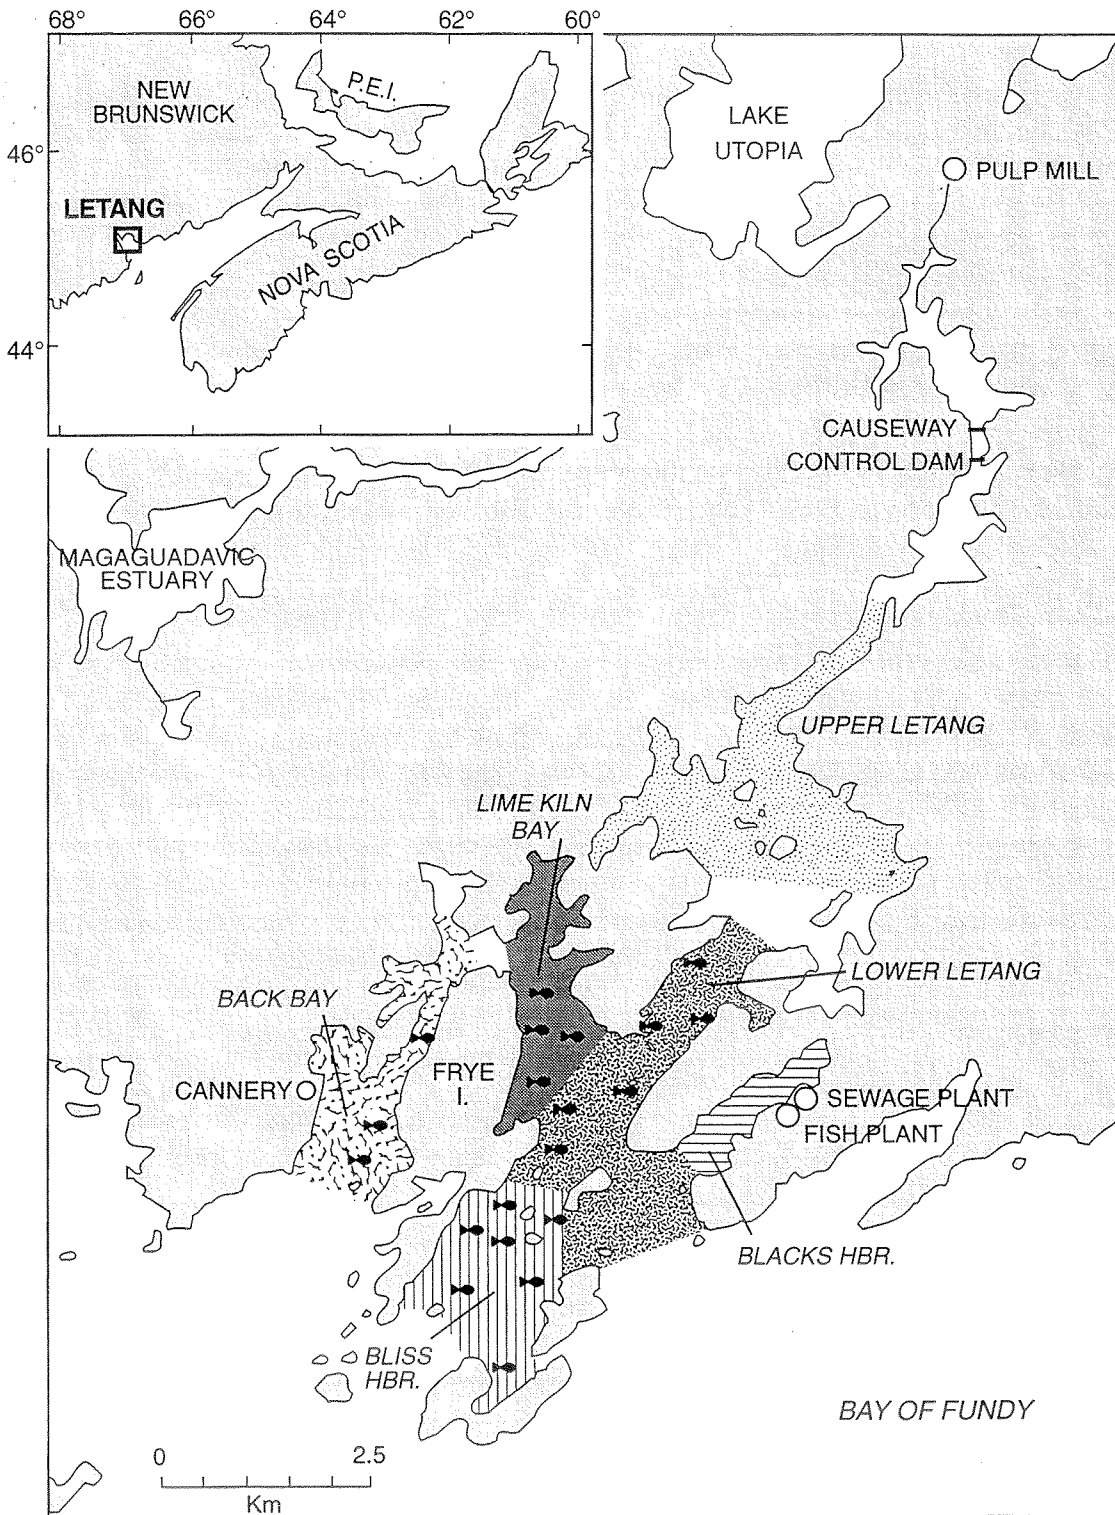 68°
66°
64°
62°
60°
P.E.I.
NEW
BRUNSWICK
LAKE
UTOPIA
46°
PULP MILL
LETANG
NOVA SCOTIA
44°
CAUSEWAY
CONTROL DAM
MAGAGUADAVIC
ESTUARY
UPPER LETANG
LIME KILN
BAY
LOWER LETANG
BACK BAY
FRYE
I.
CANNERY
SEWAGE PLANT
FISH PLANT
BLACKS HBR.
BLISS
HBR.
BAY OF FUNDY
0
2.5
Km